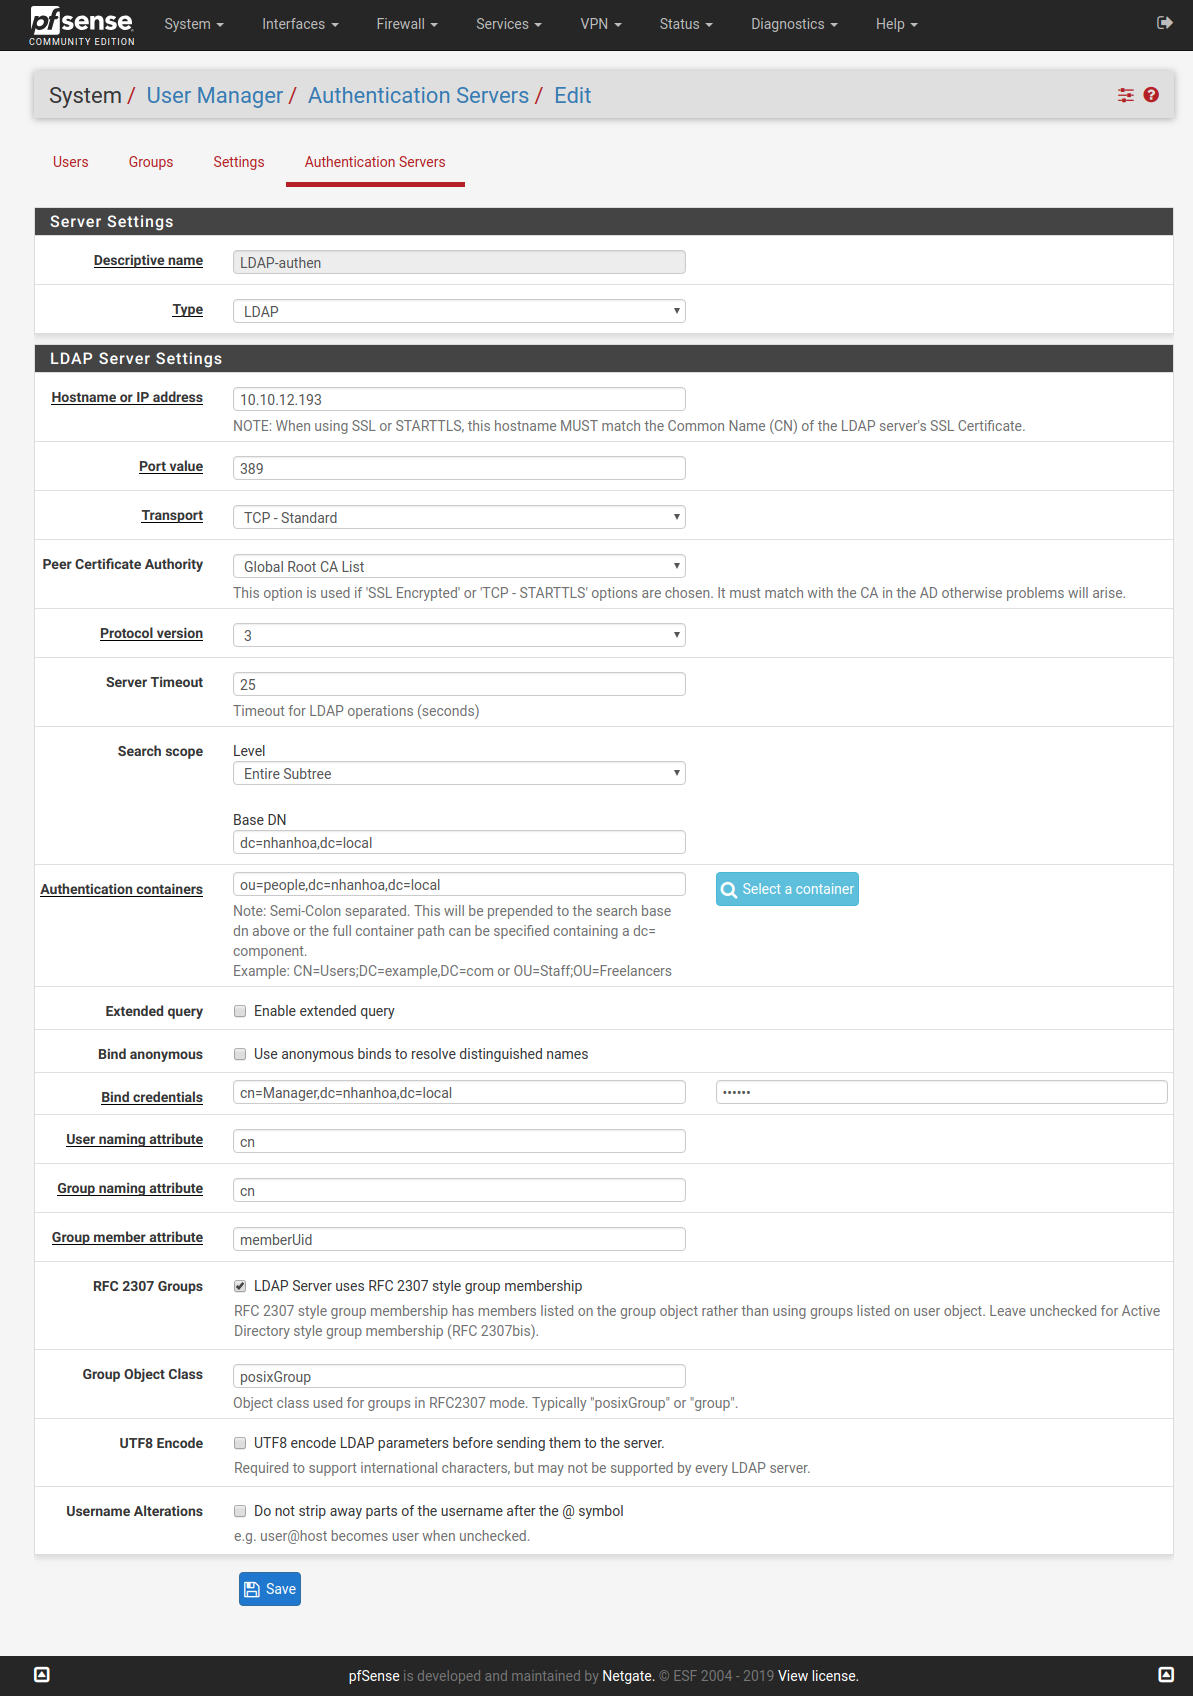 pfsense
COMMUNITY EDITION
System Interfaces Firewall Services VPN Status Diagnostics Help
System / User Manager / Authentication Servers / Edit
Users Groups Settings Authentication Servers
Server Settings
Descriptive name LDAP-authen
Type LDAP
LDAP Server Settings
Hostname or IP address 10.10.12.193
NOTE: When using SSL or STARTTLS, this hostname MUST match the Common Name (CN) of the LDAP server's SSL Certificate.
Port value 389
Transport TCP - Standard
Peer Certificate Authority Global Root CA List
This option is used if 'SSL Encrypted' or 'TCP - STARTTLS' options are chosen. It must match with the CA in the AD otherwise problems will arise.
Protocol version 3
Server Timeout 25
Timeout for LDAP operations (seconds)
Search scope Level
Entire Subtree
Base DN
dc=nhanhoa,dc=local
Authentication containers ou=people,dc=nhanhoa,dc=local Select a container
Note: Semi-Colon separated. This will be prepended to the search base
dn above or the full container path can be specified containing a dc=
component.
Example: CN=Users;DC=example,DC=com or OU=Staff;OU=Freelancers
Extended query Enable extended query
Bind anonymous Use anonymous binds to resolve distinguished names
Bind credentials cn=Manager,dc=nhanhoa,dc=local ••••••
User naming attribute cn
Group naming attribute cn
Group member attribute memberUid
RFC 2307 Groups LDAP Server uses RFC 2307 style group membership
RFC 2307 style group membership has members listed on the group object rather than using groups listed on user object. Leave unchecked for Active
Directory style group membership (RFC 2307bis).
Group Object Class posixGroup
Object class used for groups in RFC2307 mode. Typically "posixGroup" or "group".
UTF8 Encode UTF8 encode LDAP parameters before sending them to the server.
Required to support international characters, but may not be supported by every LDAP server.
Username Alterations Do not strip away parts of the username after the @ symbol
e.g. user@host becomes user when unchecked.
Save
pfSense is developed and maintained by Netgate. © ESF 2004 - 2019 View license.